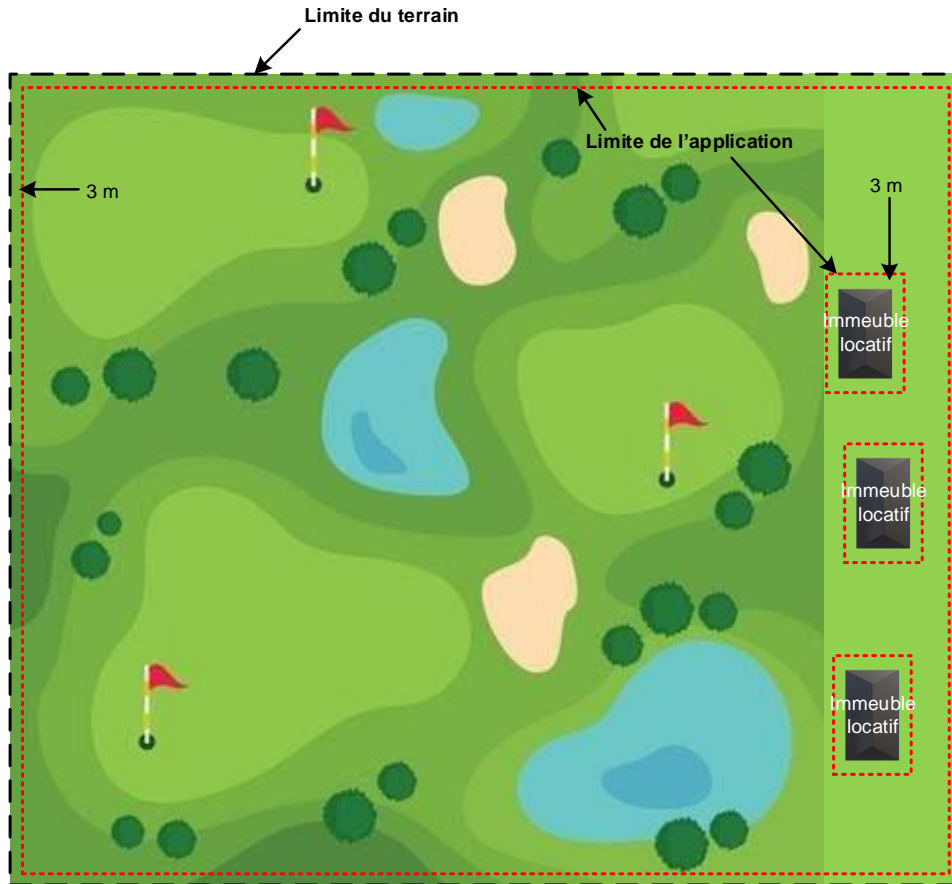 Limite du terrain
Limite de l'application
3 m
3 m
Immeuble
locatif
Immeuble
locatif
Immeuble
locatif